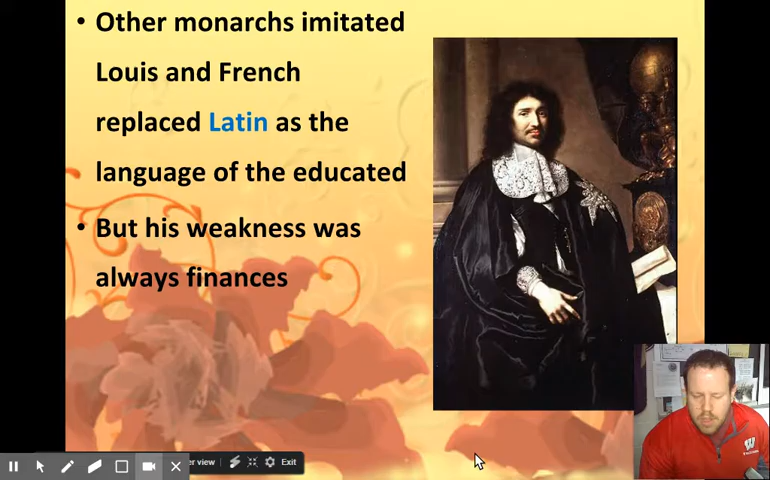 • Other monarchs imitated
Louis and French
replaced Latin as the
language of the educated
• But his weakness was
always finances
er view Exit
W